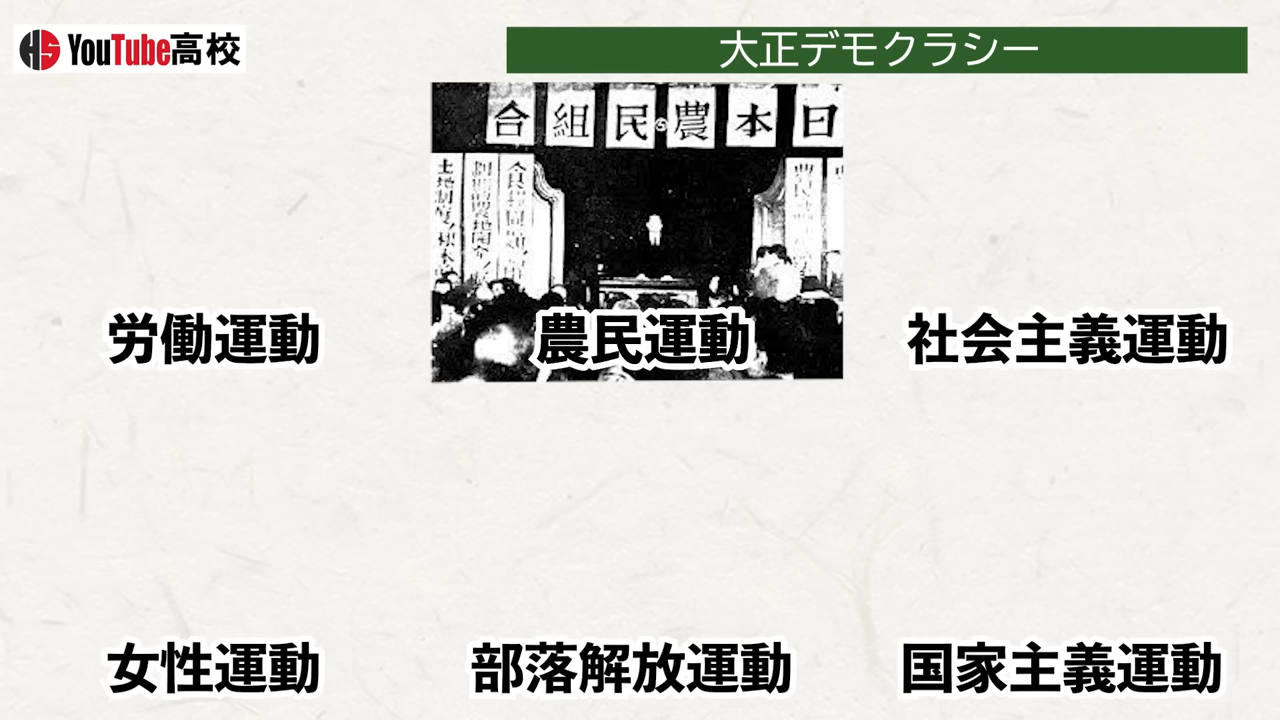 YouTube高校
大正デモクラシー
合組民農本日
労働運動
農民運動
社会主義運動
女性運動
部落解放運動
国家主義運動